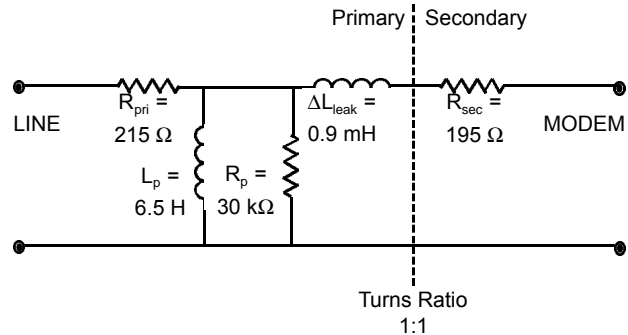 Primary Secondary
LINE
R_pri =
215 Ω
L_p =
6.5 H
R_p =
30 kΩ
ΔL_leak =
0.9 mH
R_sec =
195 Ω
MODEM
Turns Ratio
1:1